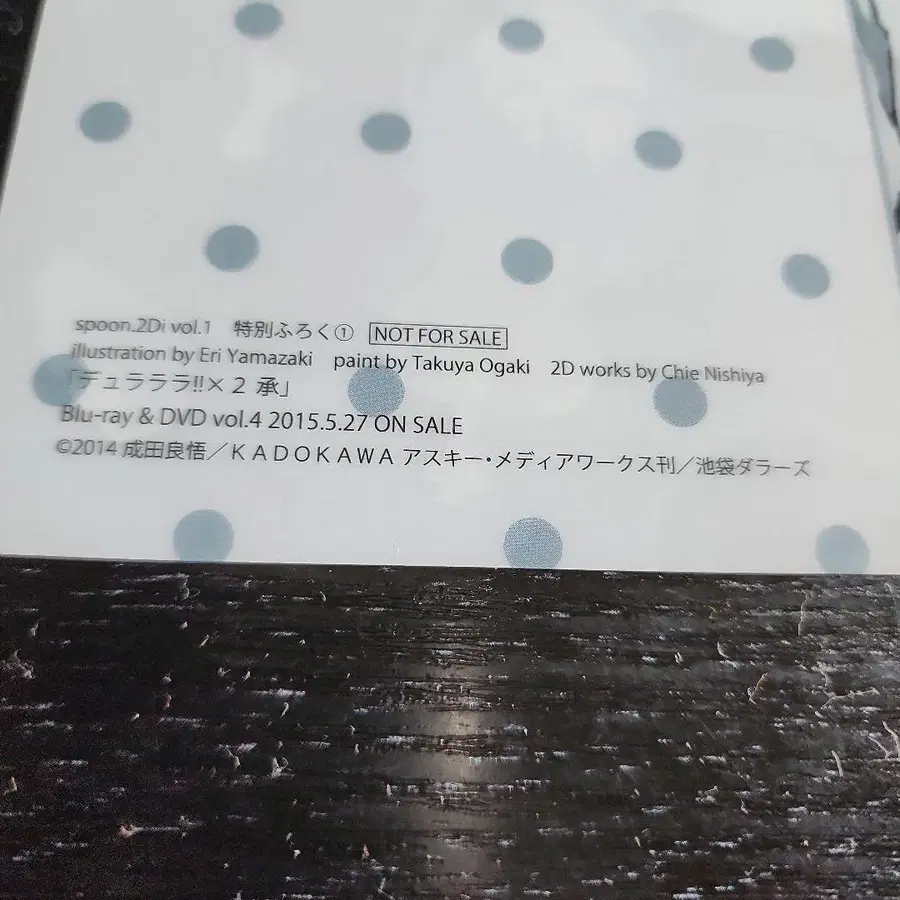 spoon.2Di vol.1 特別ふろく① NOT FOR SALE
illustration by Eri Yamazaki paint by Takuya Ogaki 2D works by Chie Nishiya
「デュラララ!!×2 承」
Blu-ray & DVD vol.4 2015.5.27 ON SALE
©2014 成田良悟／ＫＡＤＯＫＡＷＡ アスキー・メディアワークス刊／池袋ダラーズ